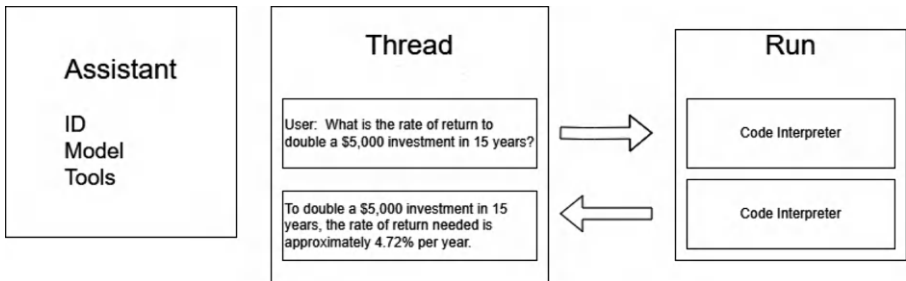 Assistant
ID
Model
Tools
Thread
User: What is the rate of return to
double a $5,000 investment in 15 years?
To double a $5,000 investment in 15
years, the rate of return needed is
approximately 4.72% per year.
Run
Code Interpreter
Code Interpreter